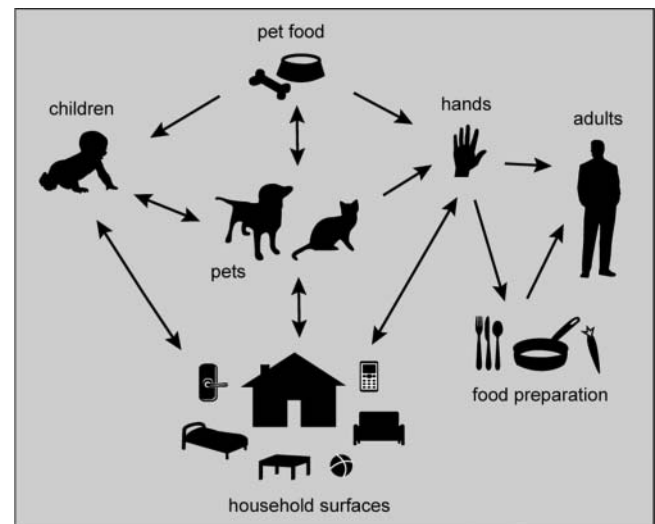 pet food
children
hands
adults
pets
food preparation
household surfaces